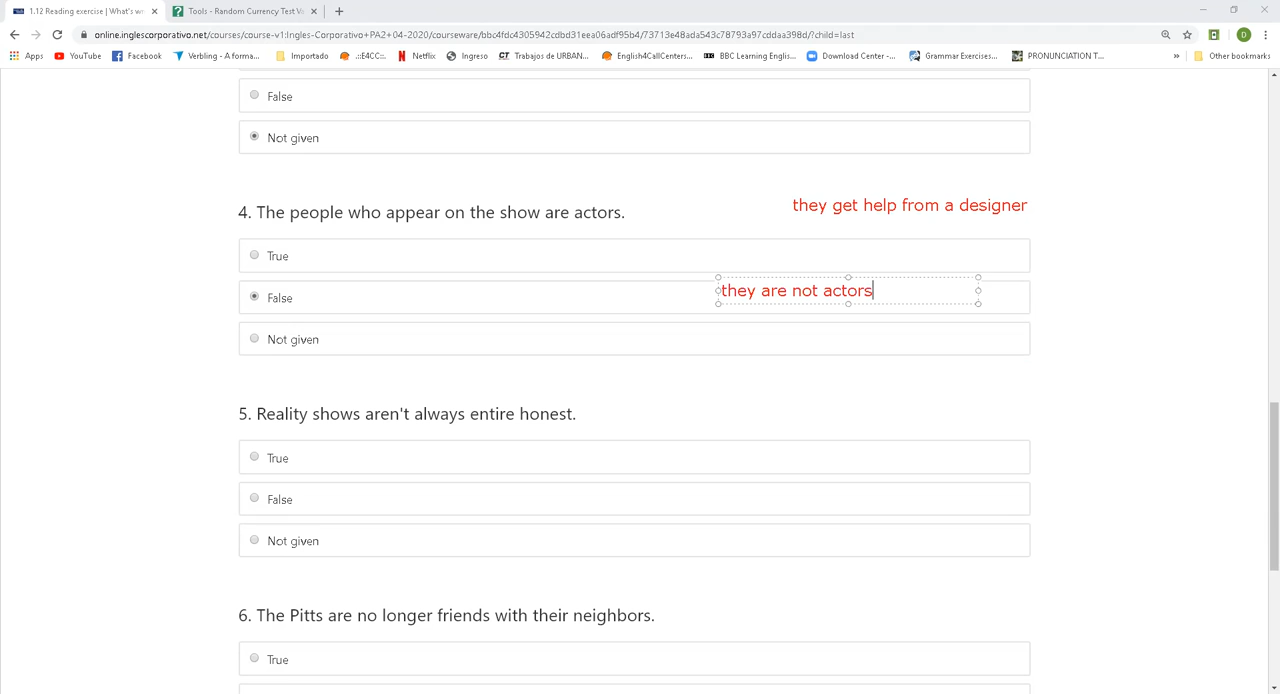 1.12 Reading exercise | What's w
Tools - Random Currency Test Va
online.inglescorporativo.net/courses/course-v1:Ingles-Corporativo+PA2+04-2020/courseware/bbc4fdc4305942cdbd31eea06adf95b4/73713e48ada543c78793a97cddaa398d/?child=last
D
Apps
YouTube
Facebook
Verbling - A forma...
Importado
.::E4CC::.
Netflix
Ingresó
CT Trabajos de URBAN...
English4CallCenters...
BBC Learning Englis...
Download Center -...
Grammar Exercises...
PRONUNCIATION T...
»
Other bookmarks
False
Not given
4. The people who appear on the show are actors.
they get help from a designer
True
False
they are not actors
Not given
5. Reality shows aren't always entire honest.
True
False
Not given
6. The Pitts are no longer friends with their neighbors.
True